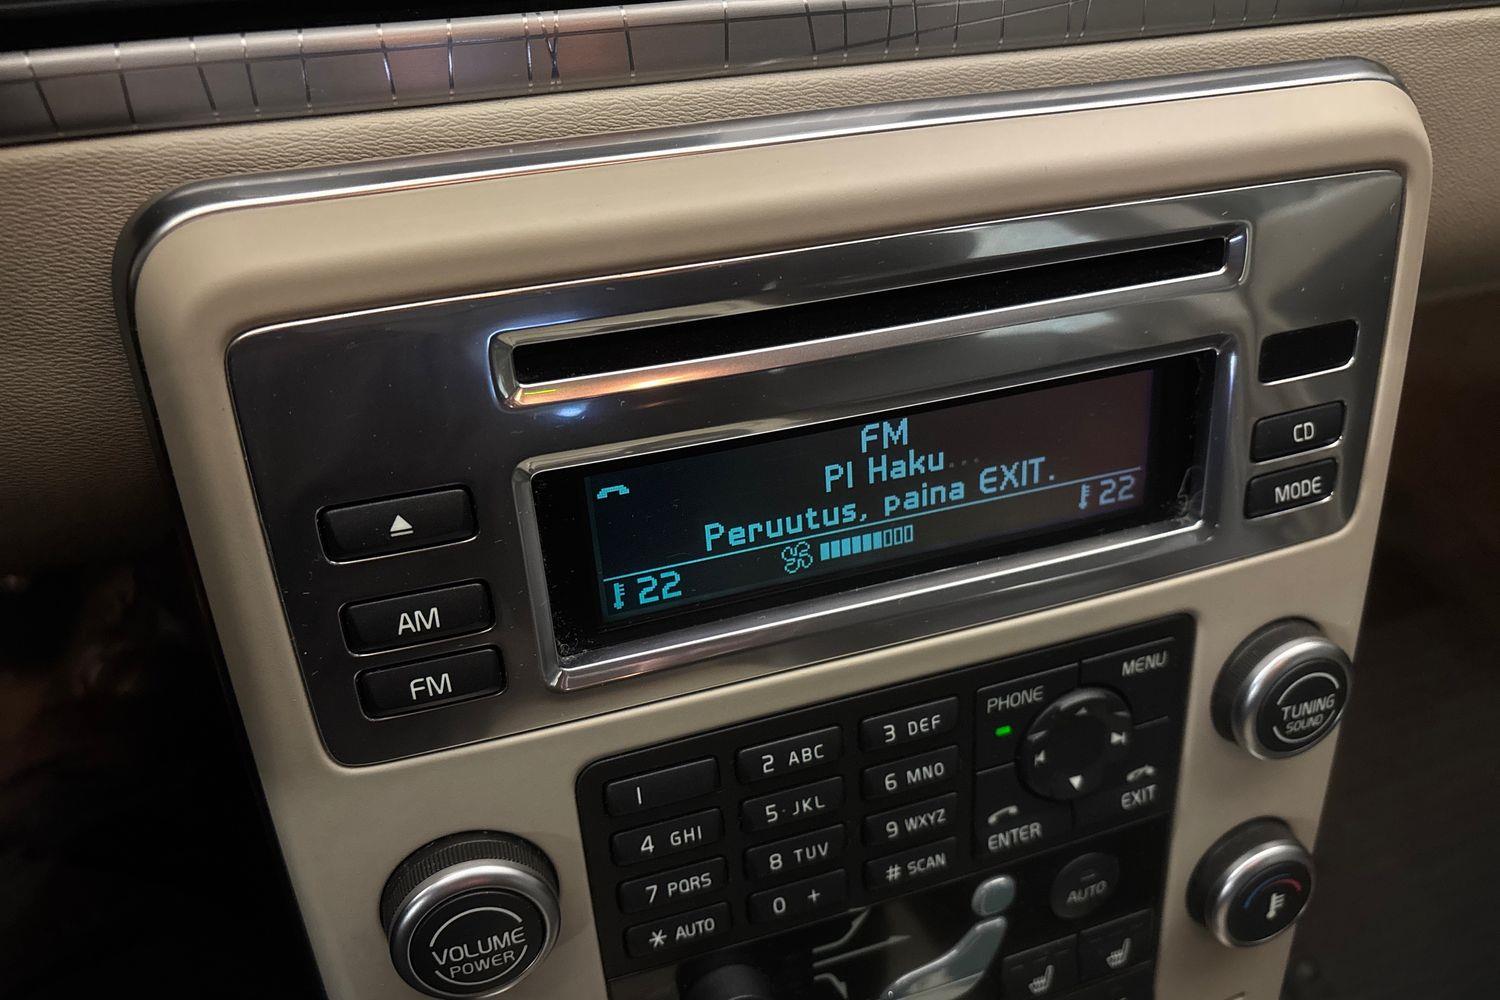 FM
PI Haku...
Peruutus, paina EXIT.
22
22
CD
MODE
AM
FM
MENU
PHONE
TUNING
SOUND
1
2 ABC
3 DEF
4 GHI
5 JKL
6 MNO
7 PQRS
8 TUV
9 WXYZ
* AUTO
0 +
# SCAN
ENTER
EXIT
AUTO
VOLUME
POWER